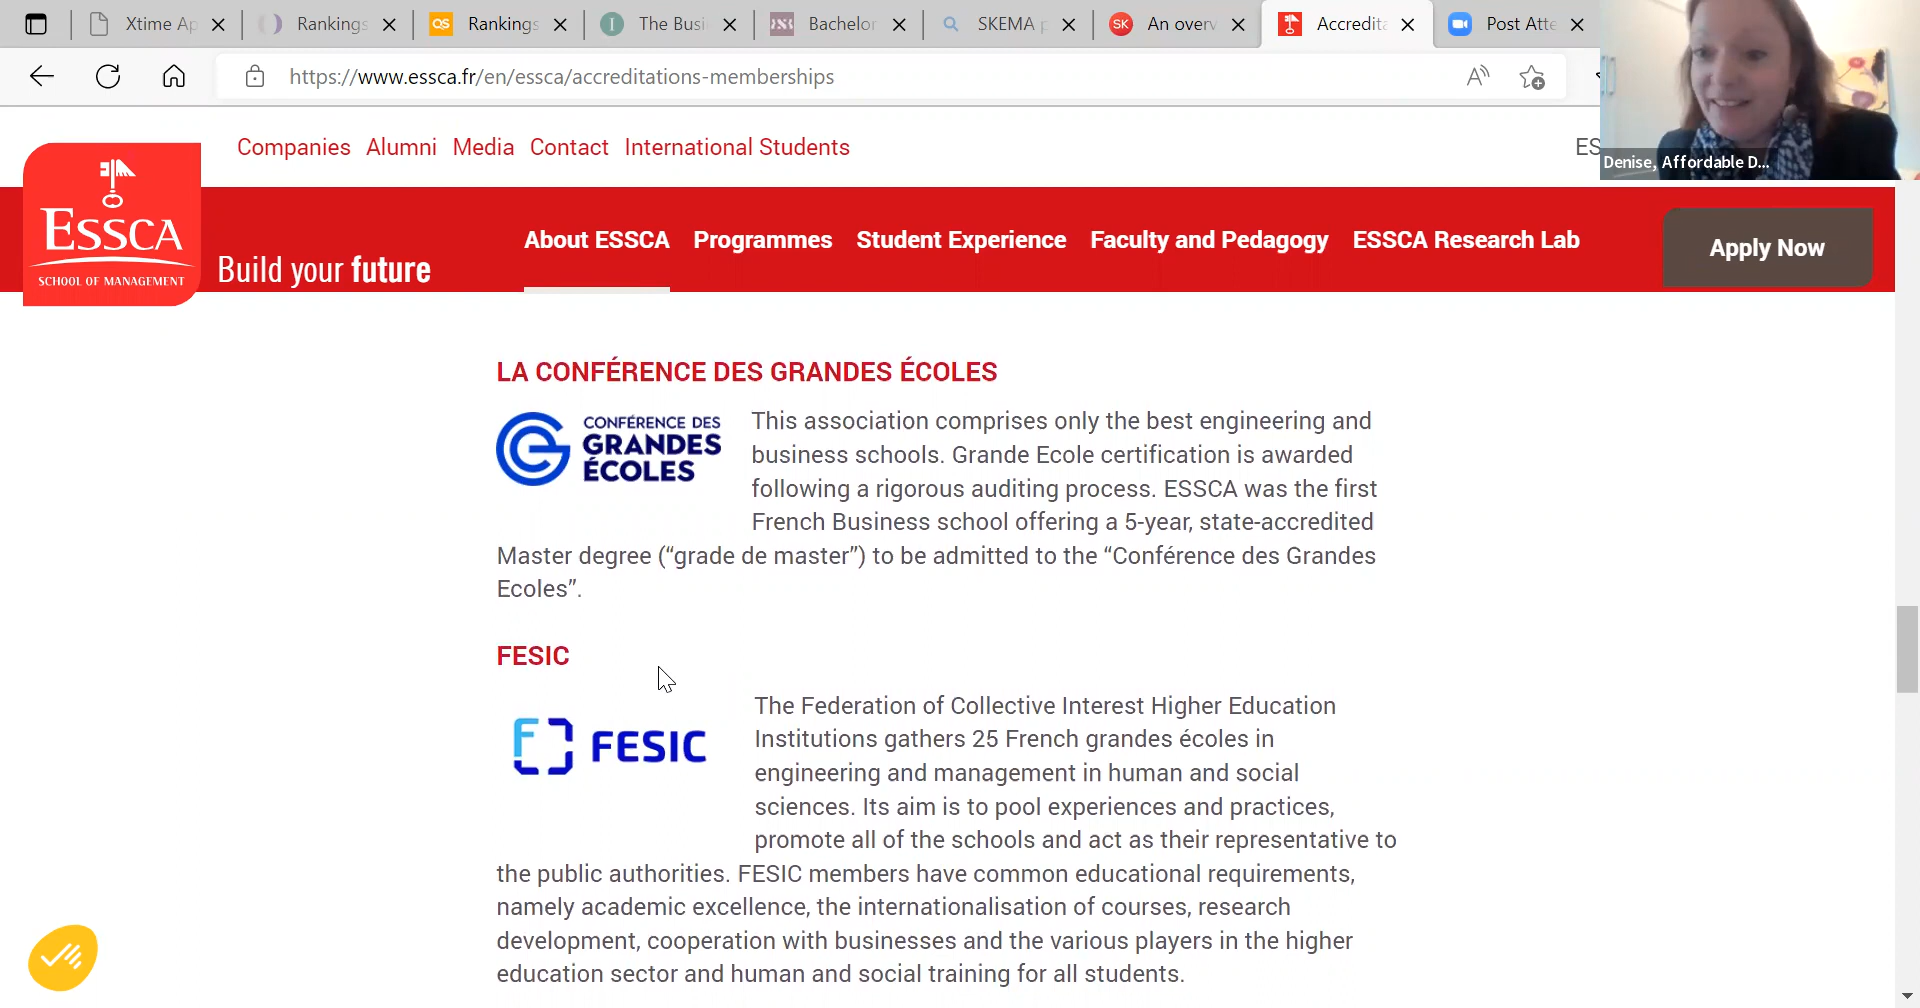 Xtime Ap
Rankings
QS Rankings
I The Busi
Bachelor
SKEMA p
SK An overv
Accredita
Post Atte
https://www.essca.fr/en/essca/accreditations-memberships
Companies Alumni Media Contact International Students
ES
Denise, Affordable D...
ESSCA
SCHOOL OF MANAGEMENT
Build your future
About ESSCA Programmes Student Experience Faculty and Pedagogy ESSCA Research Lab
Apply Now
LA CONFÉRENCE DES GRANDES ÉCOLES
CONFÉRENCE DES
GRANDES
ÉCOLES
This association comprises only the best engineering and
business schools. Grande Ecole certification is awarded
following a rigorous auditing process. ESSCA was the first
French Business school offering a 5-year, state-accredited
Master degree (“grade de master”) to be admitted to the “Conférence des Grandes
Ecoles”.
FESIC
FESIC
The Federation of Collective Interest Higher Education
Institutions gathers 25 French grandes écoles in
engineering and management in human and social
sciences. Its aim is to pool experiences and practices,
promote all of the schools and act as their representative to
the public authorities. FESIC members have common educational requirements,
namely academic excellence, the internationalisation of courses, research
development, cooperation with businesses and the various players in the higher
education sector and human and social training for all students.